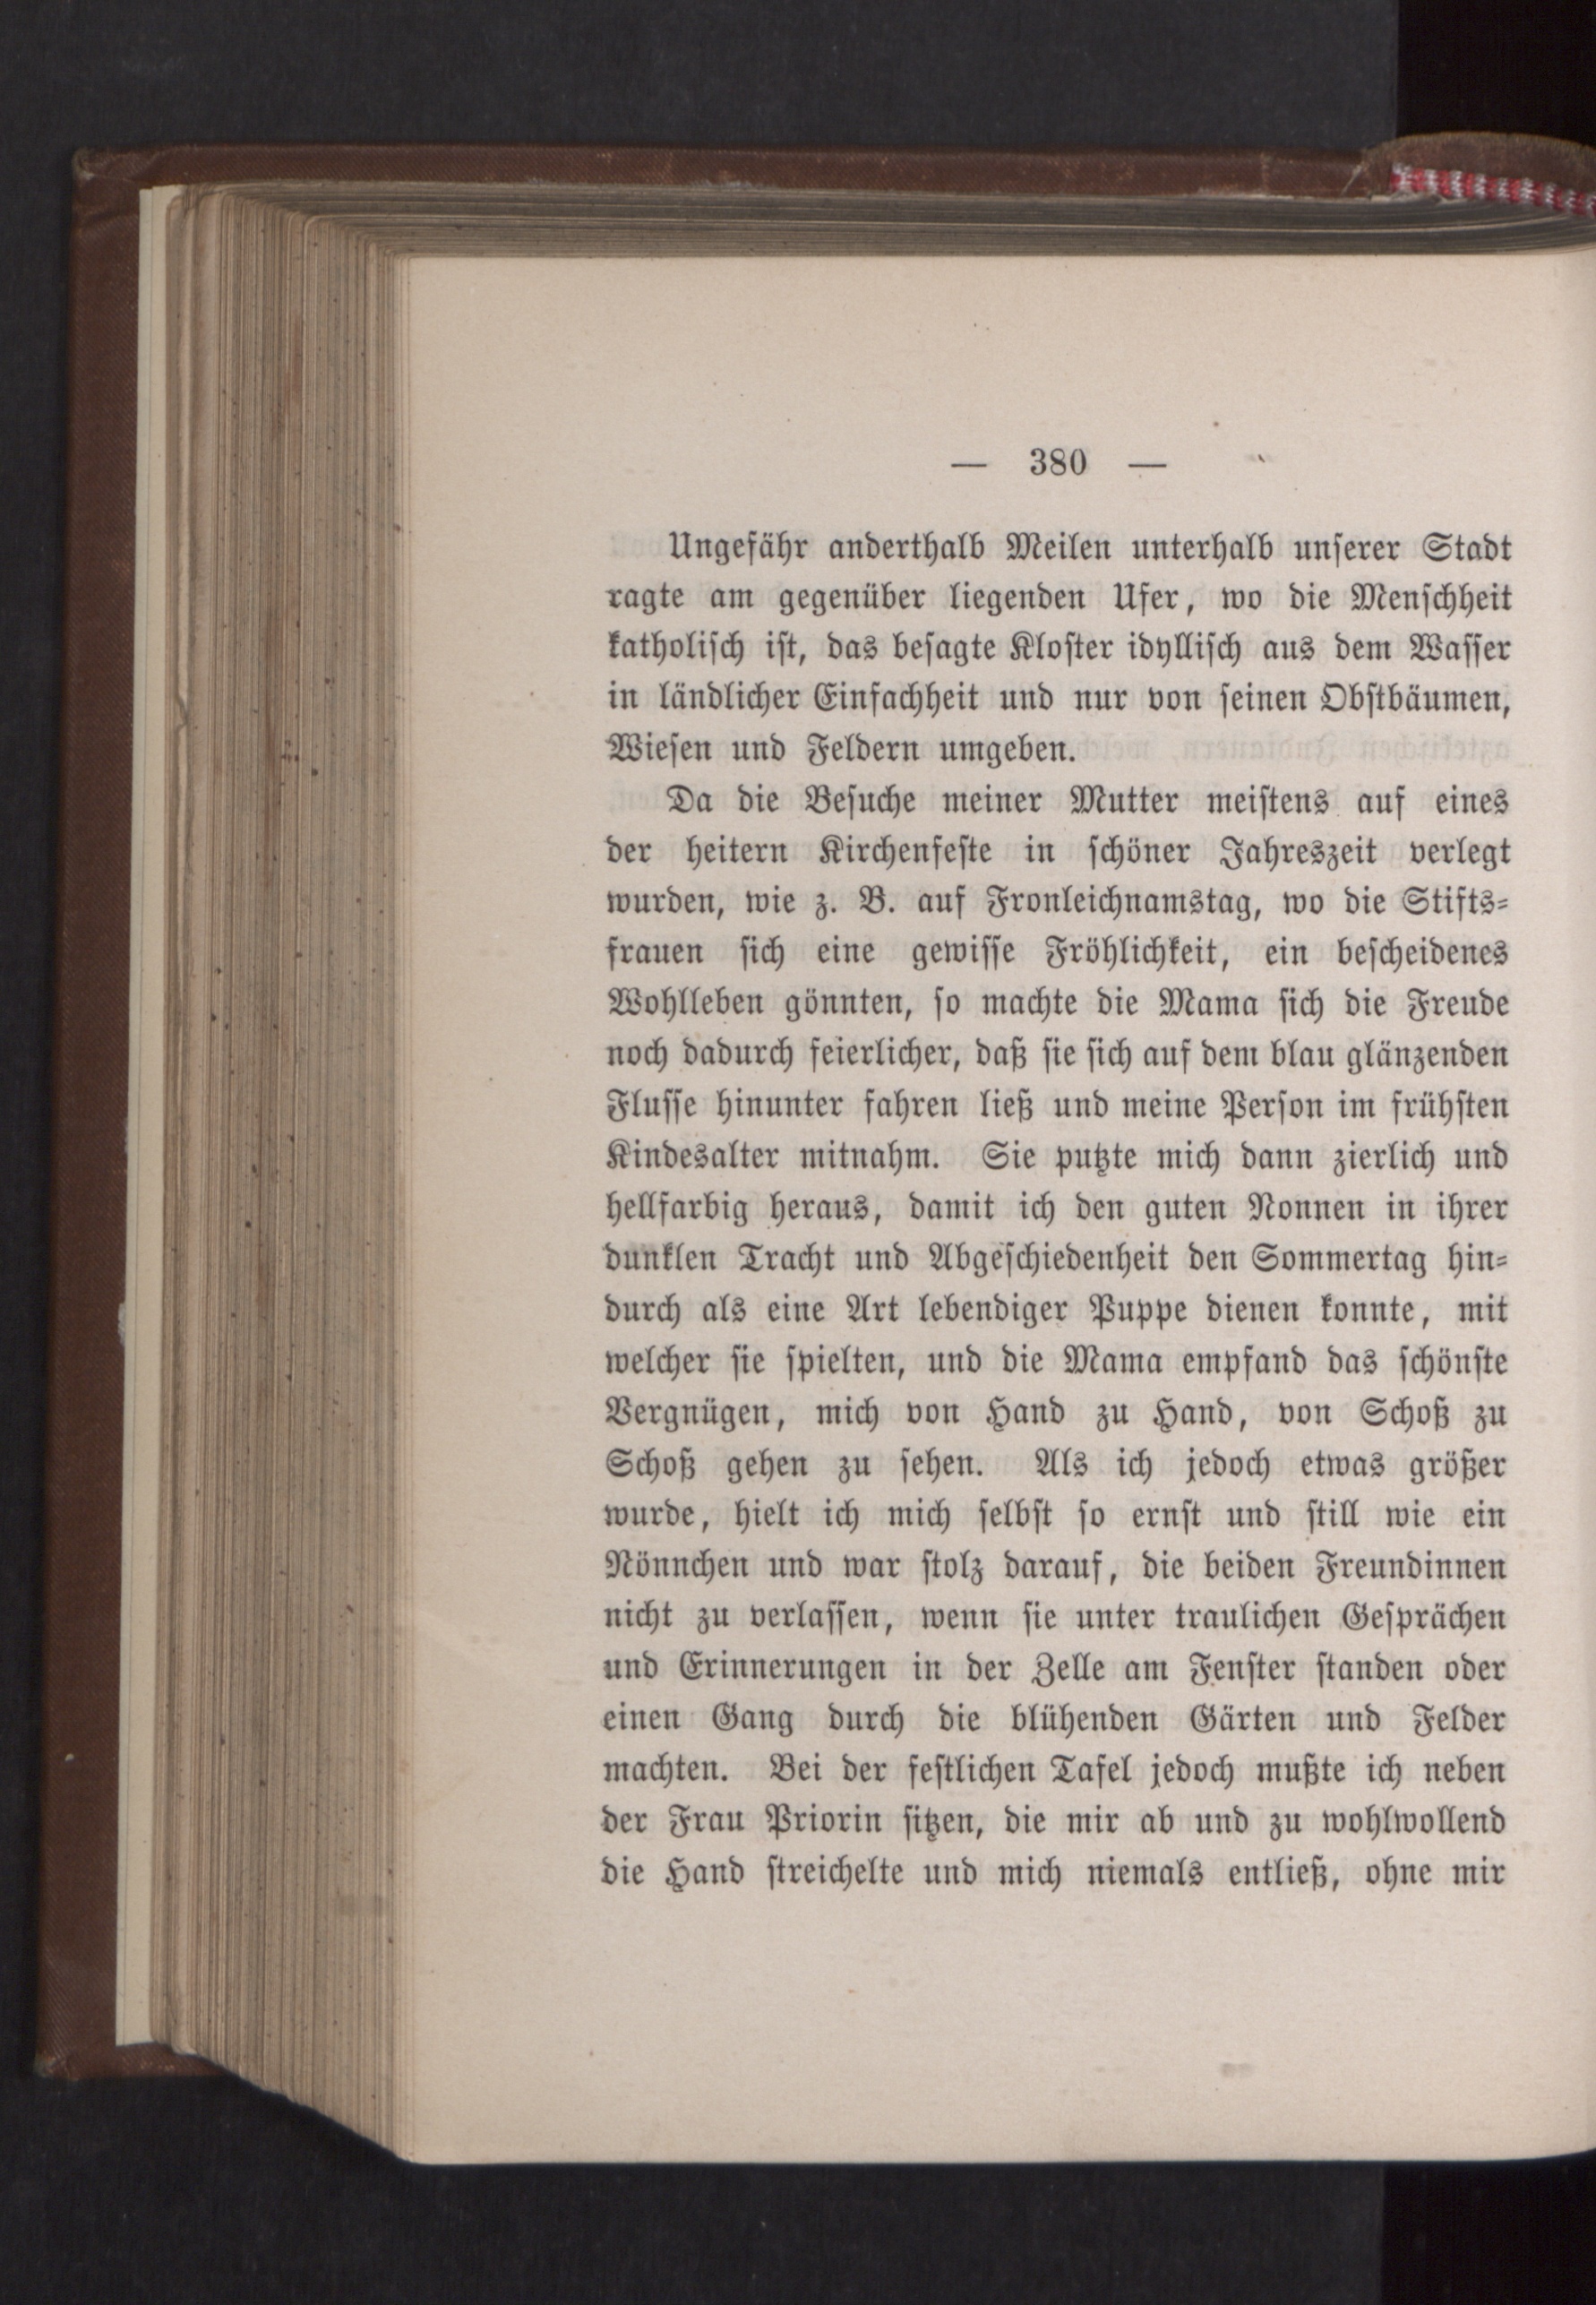 — 380 —
Ungefähr anderthalb Meilen unterhalb unserer Stadt
ragte am gegenüber liegenden Ufer, wo die Menschheit
katholisch ist, das besagte Kloster idyllisch aus dem Wasser
in ländlicher Einfachheit und nur von seinen Obstbäumen,
Wiesen und Feldern umgeben.
Da die Besuche meiner Mutter meistens auf eines
der heitern Kirchenfeste in schöner Jahreszeit verlegt
wurden, wie z. B. auf Fronleichnamstag, wo die Stifts-
frauen sich eine gewisse Fröhlichkeit, ein bescheidenes
Wohlleben gönnten, so machte die Mama sich die Freude
noch dadurch feierlicher, daß sie sich auf dem blau glänzenden
Flusse hinunter fahren ließ und meine Person im frühsten
Kindesalter mitnahm. Sie putzte mich dann zierlich und
hellfarbig heraus, damit ich den guten Nonnen in ihrer
dunklen Tracht und Abgeschiedenheit den Sommertag hin-
durch als eine Art lebendiger Puppe dienen konnte, mit
welcher sie spielten, und die Mama empfand das schönste
Vergnügen, mich von Hand zu Hand, von Schoß zu
Schoß gehen zu sehen. Als ich jedoch etwas größer
wurde, hielt ich mich selbst so ernst und still wie ein
Nönnchen und war stolz darauf, die beiden Freundinnen
nicht zu verlassen, wenn sie unter traulichen Gesprächen
und Erinnerungen in der Zelle am Fenster standen oder
einen Gang durch die blühenden Gärten und Felder
machten. Bei der festlichen Tafel jedoch mußte ich neben
der Frau Priorin sitzen, die mir ab und zu wohlwollend
die Hand streichelte und mich niemals entließ, ohne mir